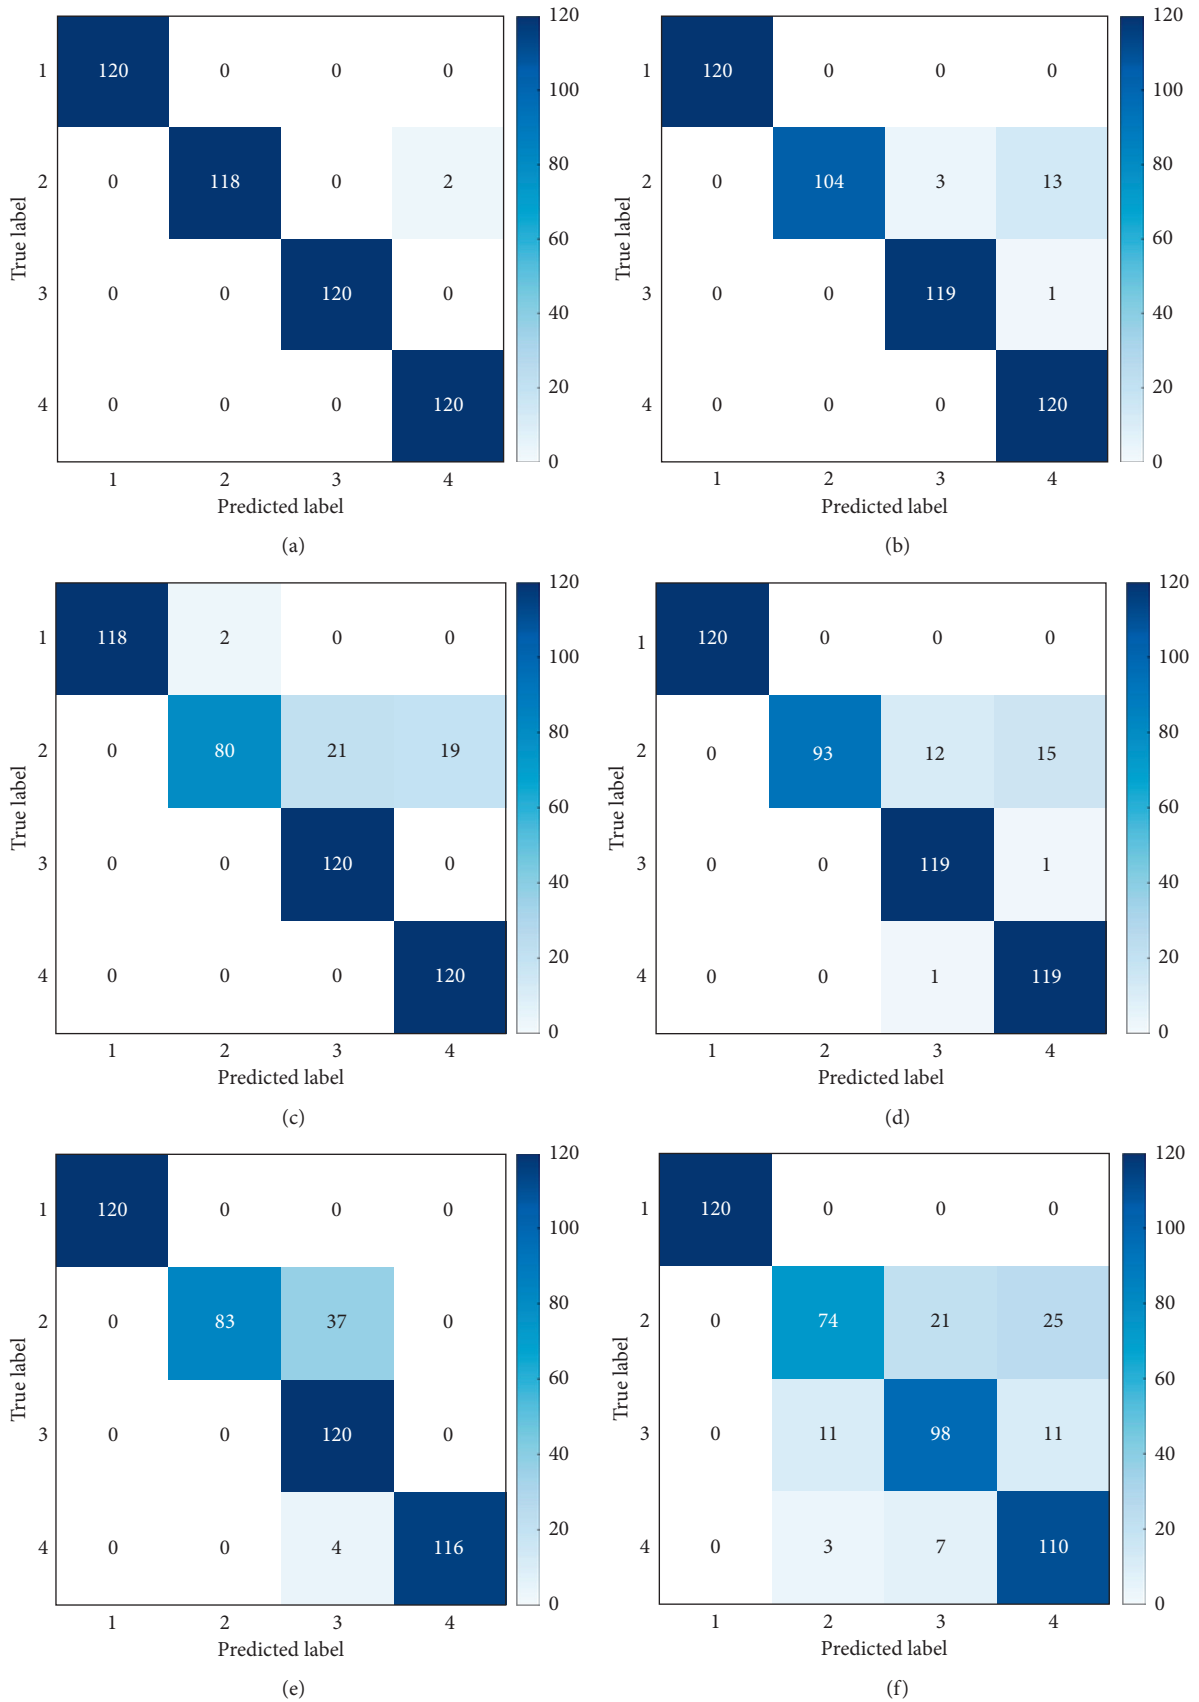 120
1 120 0 0 0
100
80
2 0 118 0 2
True label
60
3 0 0 120 0
40
20
4 0 0 0 120
0
1 2 3 4
Predicted label
(a)
120
1 120 0 0 0
100
80
2 0 104 3 13
True label
60
3 0 0 119 1
40
20
4 0 0 0 120
0
1 2 3 4
Predicted label
(b)
120
1 118 2 0 0
100
80
2 0 80 21 19
True label
60
3 0 0 120 0
40
20
4 0 0 0 120
0
1 2 3 4
Predicted label
(c)
120
1 120 0 0 0
100
80
2 0 93 12 15
True label
60
3 0 0 119 1
40
20
4 0 0 1 119
0
1 2 3 4
Predicted label
(d)
120
1 120 0 0 0
100
80
2 0 83 37 0
True label
60
3 0 0 120 0
40
20
4 0 0 4 116
0
1 2 3 4
Predicted label
(e)
120
1 120 0 0 0
100
80
2 0 74 21 25
True label
60
3 0 11 98 11
40
20
4 0 3 7 110
0
1 2 3 4
Predicted label
(f)